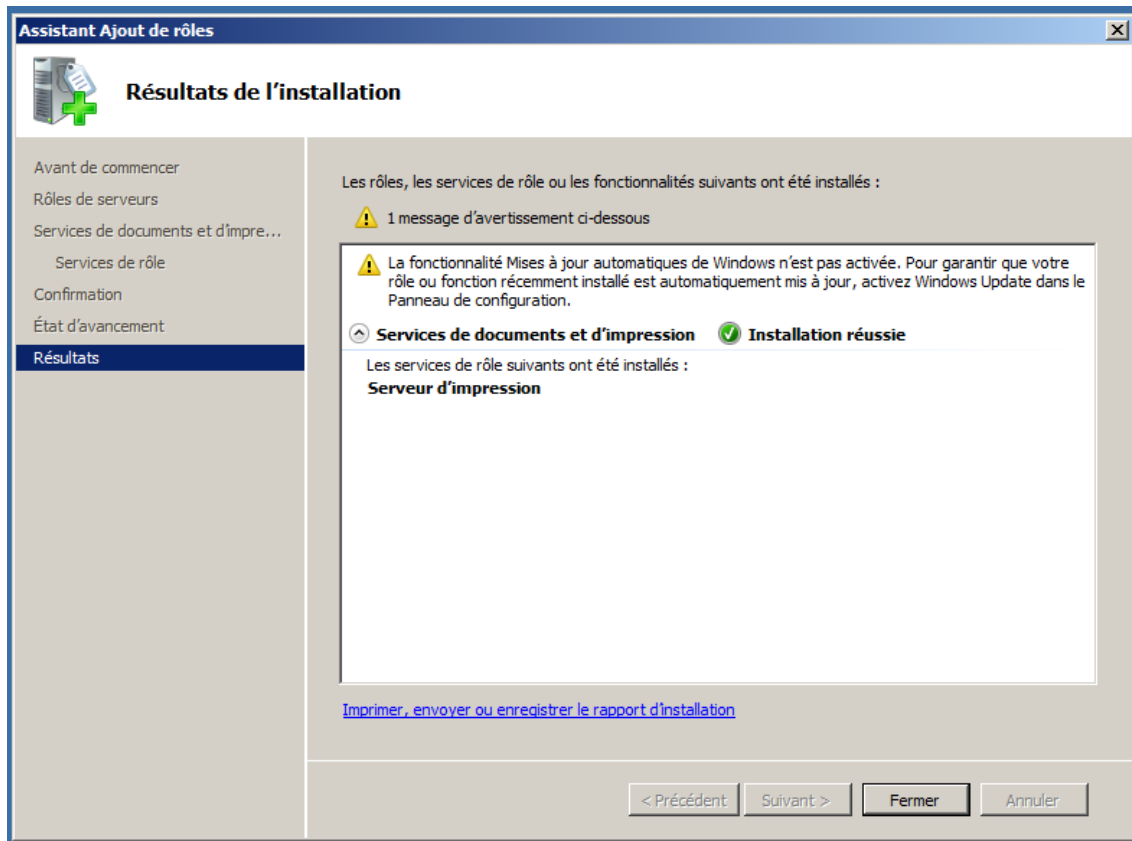 Assistant Ajout de rôles
Résultats de l'installation
Avant de commencer
Rôles de serveurs
Services de documents et d'impre...
Services de rôle
Confirmation
État d'avancement
Résultats
Les rôles, les services de rôle ou les fonctionnalités suivants ont été installés :
1 message d'avertissement ci-dessous
La fonctionnalité Mises à jour automatiques de Windows n'est pas activée. Pour garantir que votre
rôle ou fonction récemment installé est automatiquement mis à jour, activez Windows Update dans le
Panneau de configuration.
Services de documents et d'impression Installation réussie
Les services de rôle suivants ont été installés :
Serveur d'impression
Imprimer, envoyer ou enregistrer le rapport d'installation
< Précédent Suivant > Fermer Annuler